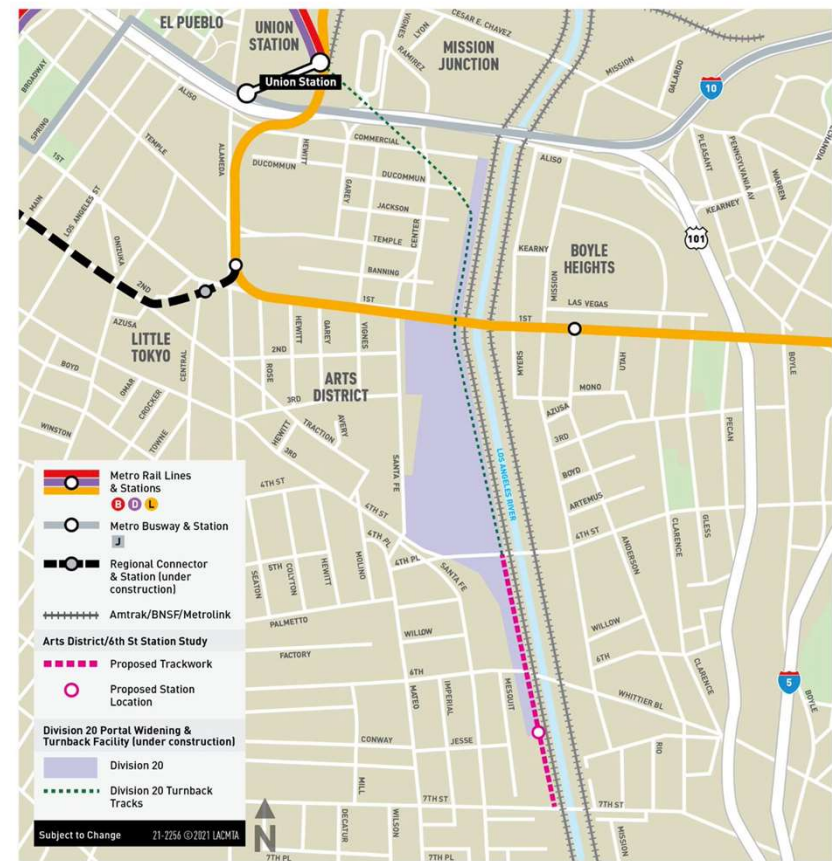 EL PUEBLO
UNION
STATION
Union Station
MISSION
JUNCTION
VIGNES
LYON
RAMIREZ
CESAR E. CHAVEZ
MISSION
GALARDO
10
BROADWAY
SPRING
ALISO
TEMPLE
1ST
MAIN
LOS ANGELES ST
ONIZUKA
2ND
ALAMEDA
HEWITT
COMMERCIAL
DUCOMMUN
DUCOMMUN
GAREY
JACKSON
CENTER
TEMPLE
BANNING
1ST
ALISO
PLEASANT
PENNSYLVANIA AV
WARREN
KEARNEY
101
KEARNY
BOYLE
HEIGHTS
MISISION
LAS VEGAS
1ST
AZUSA
LITTLE
TOKYO
CENTRAL
BOYD
OMAR
CROCKER
TOWNE
WINSTON
HEWITT
GAREY
VIGNES
2ND
ROSE
ARTS
DISTRICT
3RD
AVERY
TRACTION
HEWITT
3RD
SANTA FE
MYERS
UTAH
BOYLE
MONO
AZUSA
3RD
BOYD
ARTEMUS
PECAN
LOS ANGELES RIVER
4TH ST
4TH ST
4TH PL
4TH PL
4TH ST
SANTA FE
ANDERSON
CLARENCE
GLESS
SEATON
5TH
COLYTON
HEWITT
MOLINO
PALMETTO
FACTORY
WILLOW
6TH
MATEO
IMPERIAL
MESQUIT
WILLOW
6TH
WHITTIER BL
CLARENCE
5
BOYLE
CONWAY
JESSE
RIO
MILL
7TH ST
7TH ST
DECATUR
WILSON
MISSION
7TH PL
7TH PL
Metro Rail Lines
& Stations
B D L
Metro Busway & Station
J
Regional Connector
& Station (under
construction)
Amtrak/BNSF/Metrolink
Arts District/6th St Station Study
Proposed Trackwork
Proposed Station
Location
Division 20 Portal Widening &
Turnback Facility (under construction)
Division 20
Division 20 Turnback
Tracks
Subject to Change 21-2256 ©2021 LACMTA
N